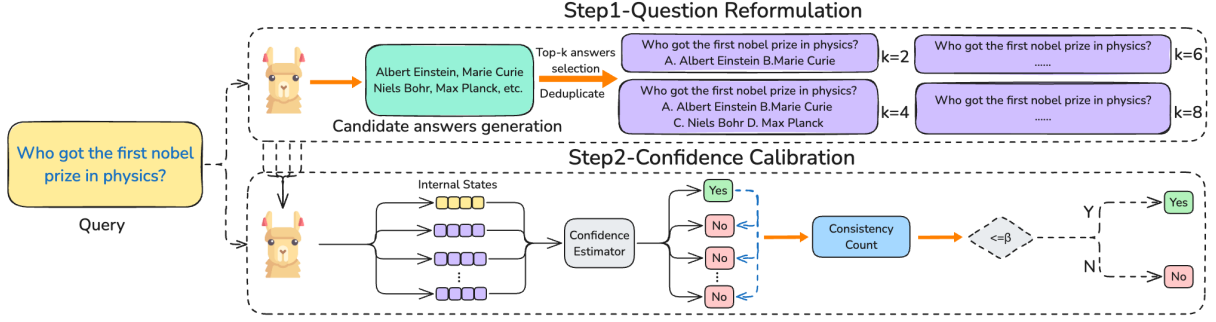 Step1-Question Reformulation
Albert Einstein, Marie Curie
Niels Bohr, Max Planck, etc.
Candidate answers generation
Top-k answers
selection
Deduplicate
Who got the first nobel prize in physics?
A. Albert Einstein B.Marie Curie
k=2
Who got the first nobel prize in physics?
......
k=6
Who got the first nobel prize in physics?
A. Albert Einstein B.Marie Curie
C. Niels Bohr D. Max Planck
k=4
Who got the first nobel prize in physics?
......
k=8
Who got the first nobel
prize in physics?
Query
Step2-Confidence Calibration
Internal States
Confidence
Estimator
Yes
No
No
No
Consistency
Count
<=β
Y
N
Yes
No